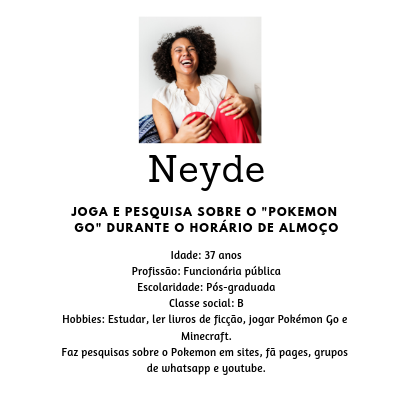 Neyde
JOGA E PESQUISA SOBRE O "POKEMON
GO" DURANTE O HORÁRIO DE ALMOÇO
Idade: 37 anos
Profissão: Funcionária pública
Escolaridade: Pós-graduada
Classe social: B
Hobbies: Estudar, ler livros de ficção, jogar Pokémon Go e
Minecraft.
Faz pesquisas sobre o Pokemon em sites, fã pages, grupos
de whatsapp e youtube.